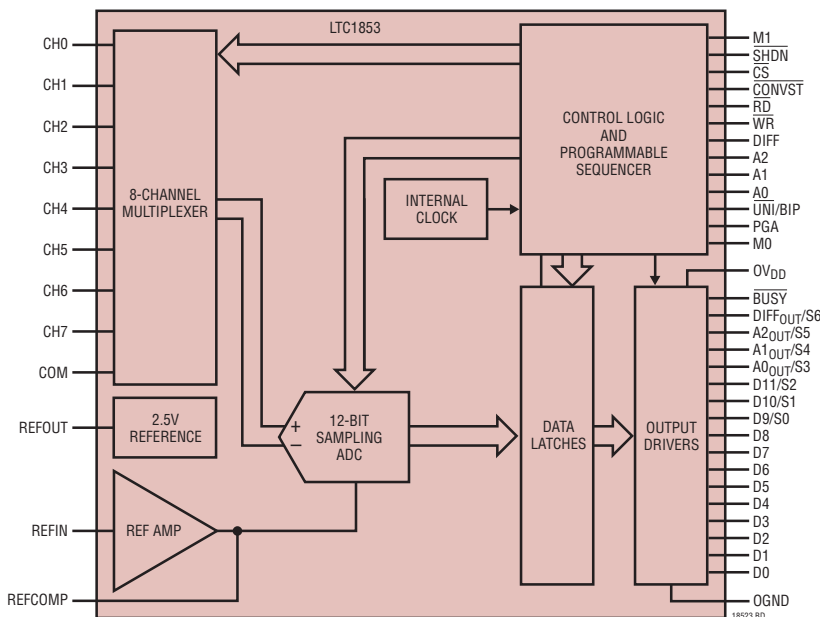 LTC1853
CH0
CH1
CH2
CH3
CH4
CH5
CH6
CH7
COM
REFOUT
REFIN
REFCOMP
8-CHANNEL
MULTIPLEXER
2.5V
REFERENCE
REF AMP
INTERNAL
CLOCK
+
−
12-BIT
SAMPLING
ADC
CONTROL LOGIC
AND
PROGRAMMABLE
SEQUENCER
DATA
LATCHES
OUTPUT
DRIVERS
M1
SHDN
CS
CONVST
RD
WR
DIFF
A2
A1
A0
UNI/BIP
PGA
M0
OVDD
BUSY
DIFFOUT/S6
A2OUT/S5
A1OUT/S4
A0OUT/S3
D11/S2
D10/S1
D9/S0
D8
D7
D6
D5
D4
D3
D2
D1
D0
OGND
18523 BD